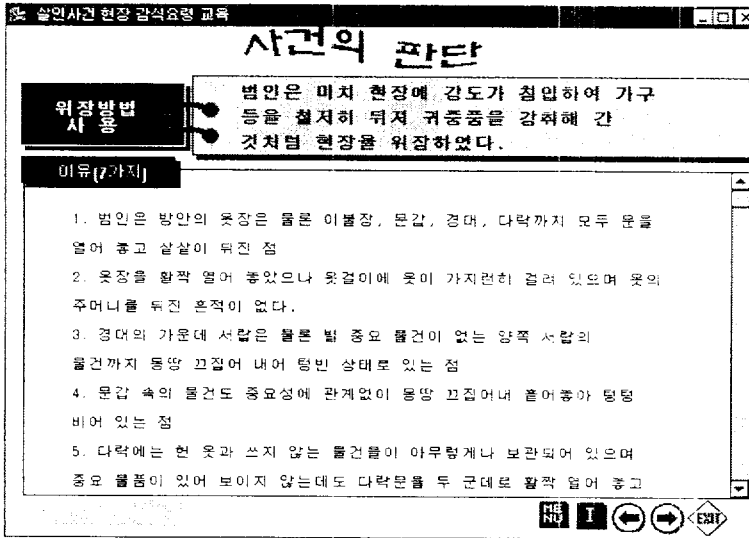 살인사건 현장 감식요령 교육
사건의 판단
위장방법
사 용
범인은 마치 현장에 강도가 침입하여 가구
등을 철저히 뒤져 귀중품을 강취해 간
것처럼 현장을 위장하였다.
이유(7가지)
1. 범인은 방안의 옷장은 물론 이불장, 문갑, 경대, 다락까지 모두 문을
열어 놓고 샅샅이 뒤진 점
2. 옷장을 활짝 열어 놓았으나 옷걸이에 옷이 가지런히 걸려 있으며 옷의
주머니를 뒤진 흔적이 없다.
3. 경대의 가운데 서랍은 물론 별 중요 물건이 없는 양쪽 서랍의
물건까지 몽땅 끄집어 내어 텅빈 상태로 있는 점
4. 문갑 속의 물건도 중요성에 관계없이 몽땅 끄집어내 흩어놓아 텅텅
비어 있는 점
5. 다락에는 헌 옷과 쓰지 않는 물건들이 아무렇게나 보관되어 있으며
중요 물품이 있어 보이지 않는데도 다락문을 두 군데로 활짝 열어 놓고
ME
NU
I
EXIT